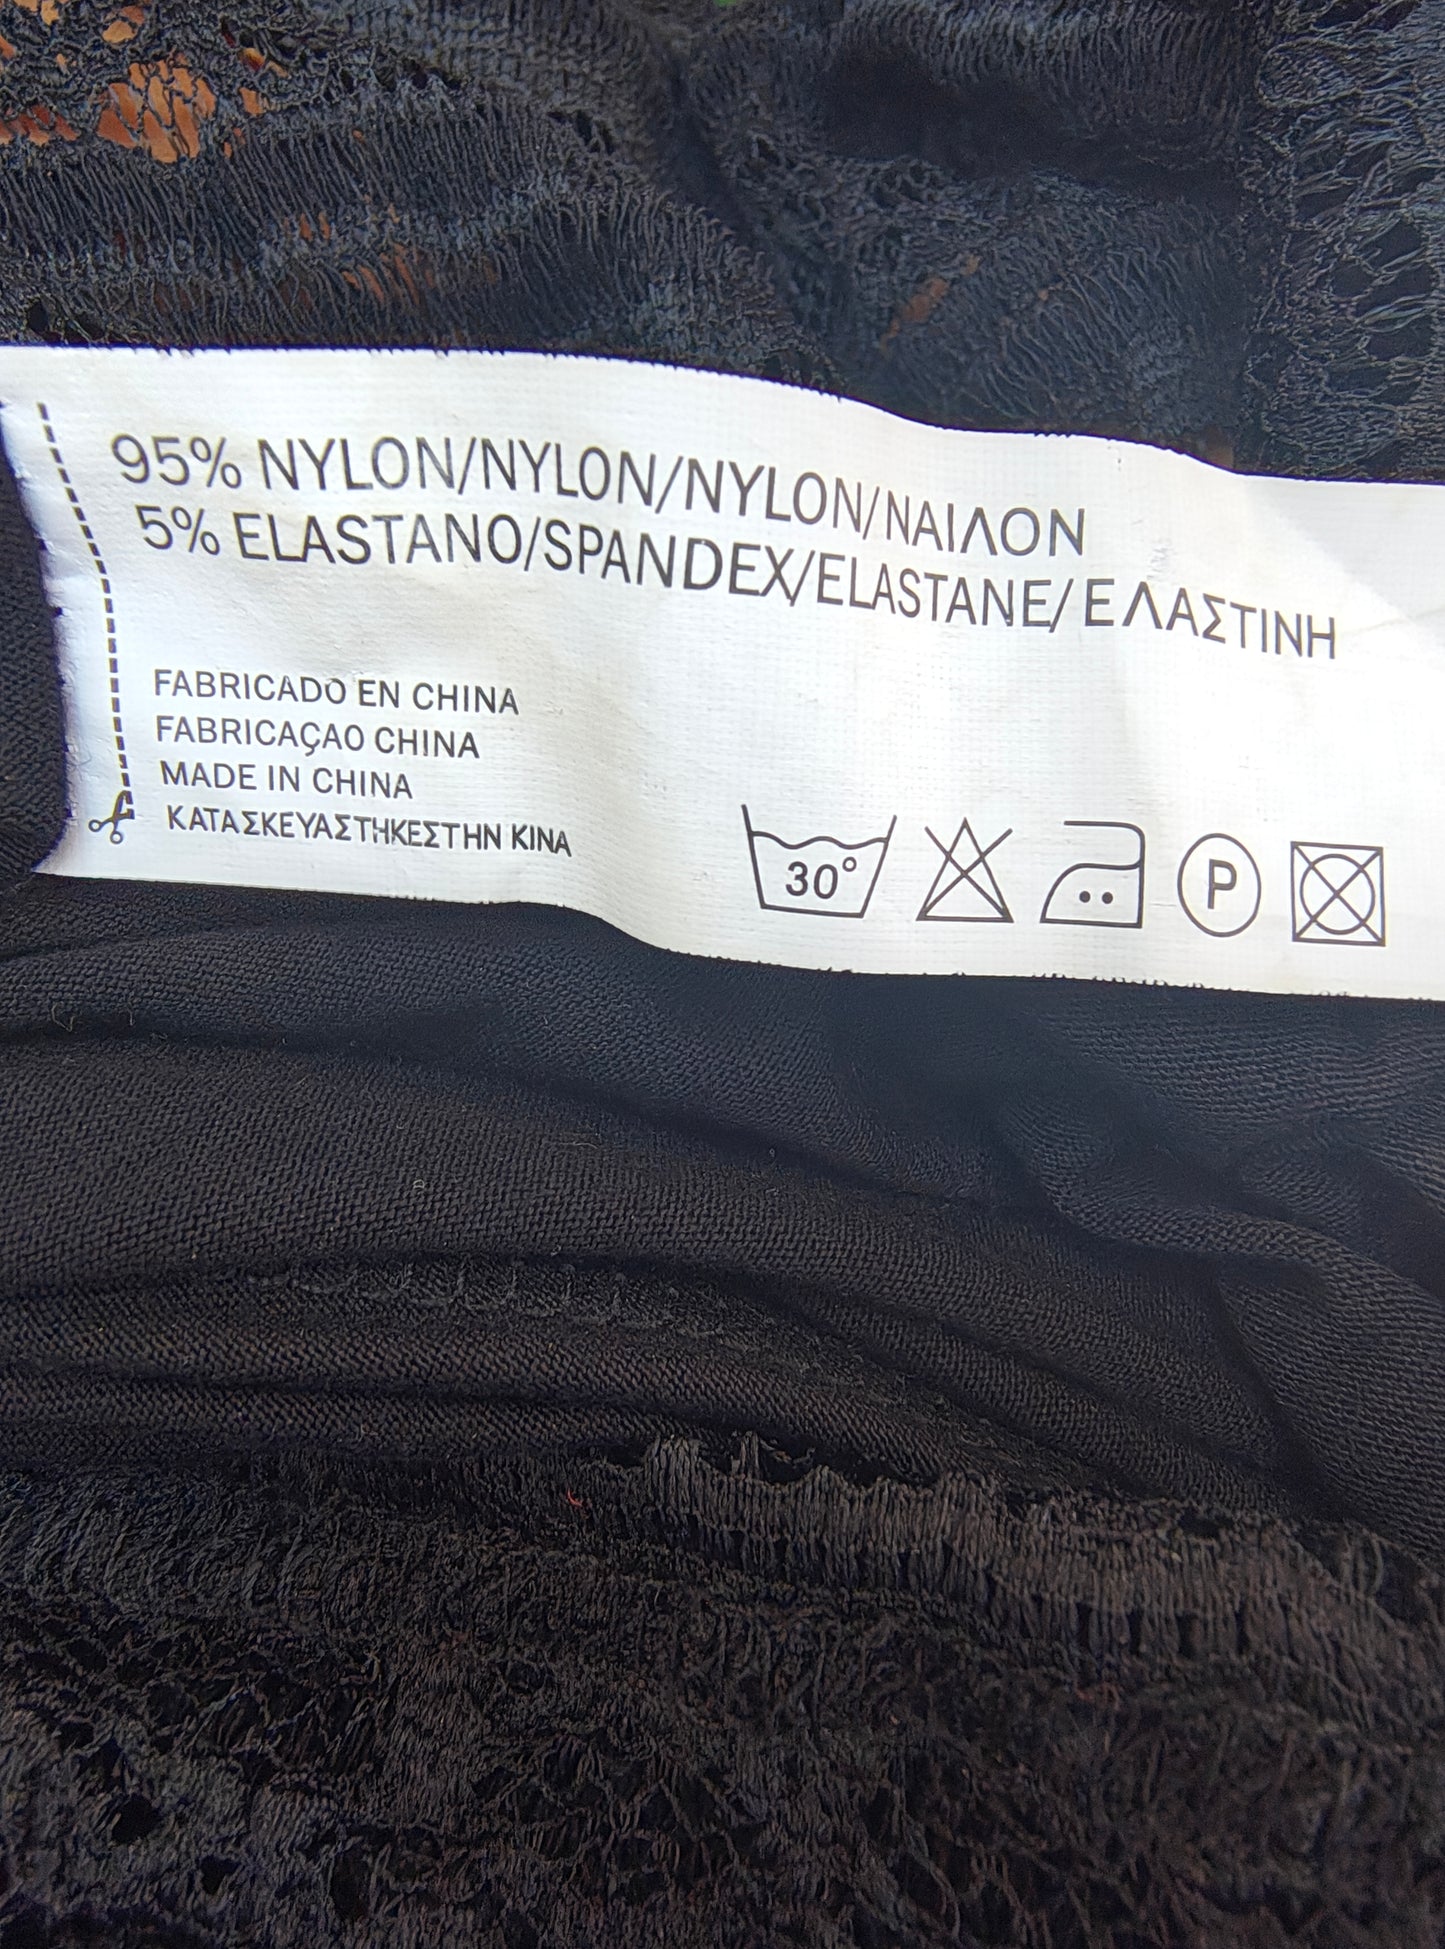 95% NYLON/NYLON/NYLON/ΝΑΙΛΟΝ
5% ELASTANO/SPANDEX/ELASTANE/ ΕΛΑΣΤΙΝΗ
FABRICADO EN CHINA
FABRICAÇAO CHINA
MADE IN CHINA
ΚΑΤΑΣΚΕΥΑΣΤΗΚΕΣΤΗΝ ΚΙΝΑ
30°
P